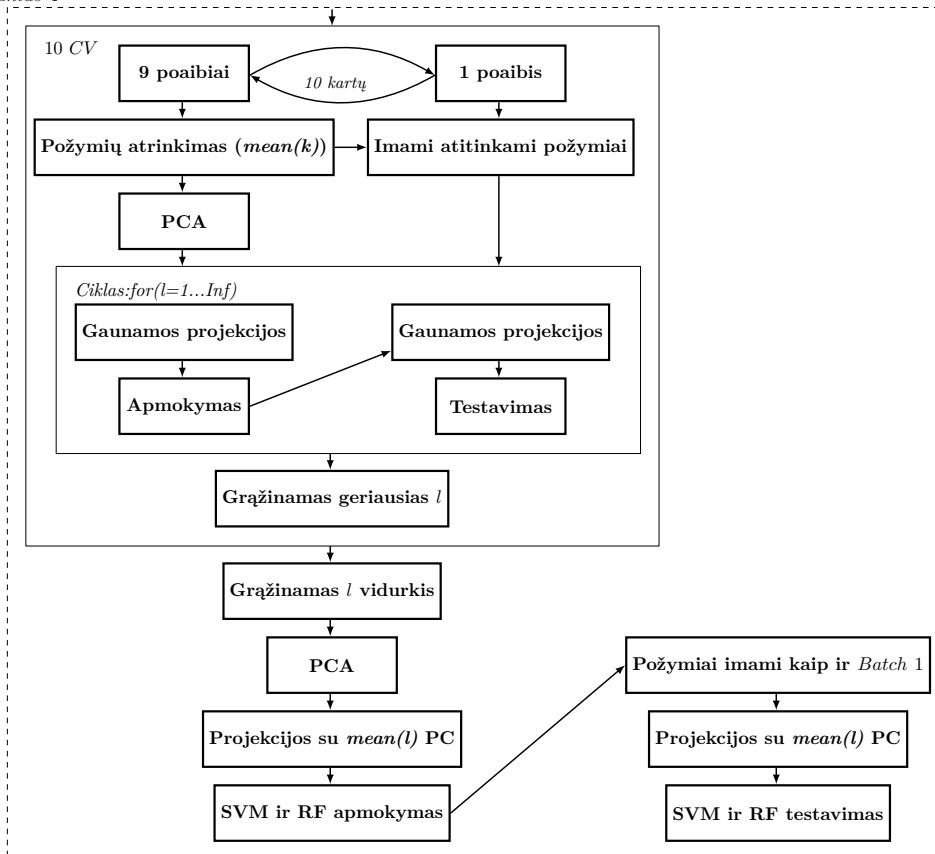 10 CV
9 poaibiai
10 kartų
1 poaibis
Požymių atrinkimas (mean(k))
Imami atitinkami požymiai
PCA
Ciklas:for(l=1...Inf)
Gaunamos projekcijos
Gaunamos projekcijos
Apmokymas
Testavimas
Grąžinamas geriausias l
Grąžinamas l vidurkis
PCA
Požymiai imami kaip ir Batch 1
Projekcijos su mean(l) PC
Projekcijos su mean(l) PC
SVM ir RF apmokymas
SVM ir RF testavimas